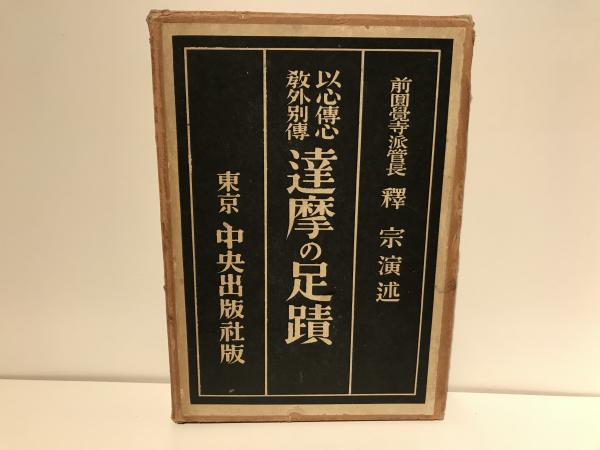 前圓覺寺派管長 釋宗演述
以心傳心
教外別傳
達摩の足蹟
東京 中央出版社版